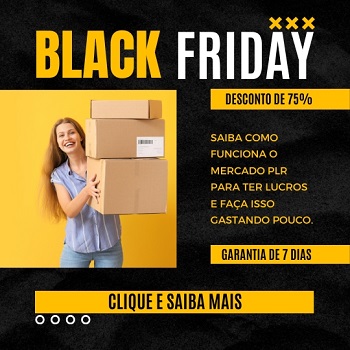 BLACK FRIDAY
DESCONTO DE 75%
SAIBA COMO
FUNCIONA O
MERCADO PLR
PARA TER LUCROS
E FAÇA ISSO
GASTANDO POUCO.
GARANTIA DE 7 DIAS
CLIQUE E SAIBA MAIS